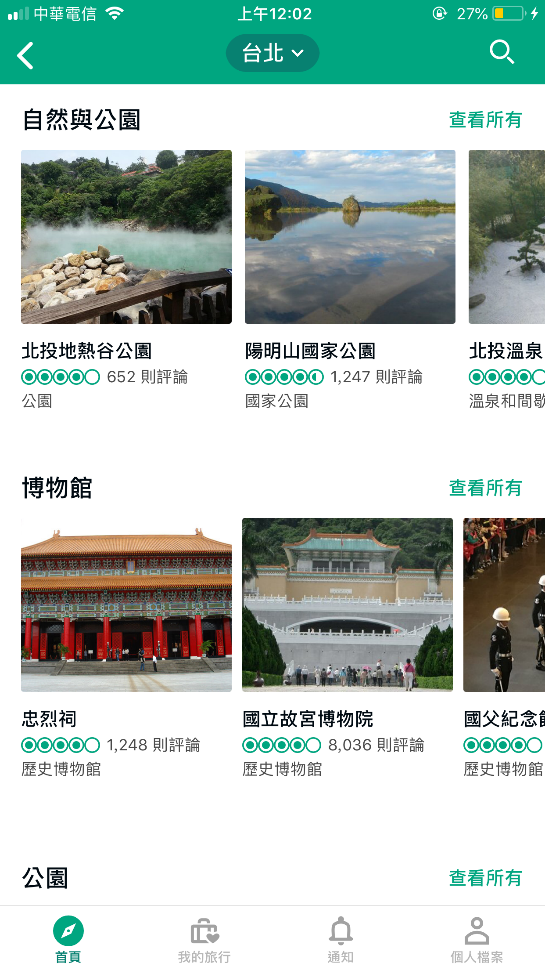 中華電信 上午12:02 27%
台北
自然與公園 查看所有
北投地熱谷公園 陽明山國家公園 北投溫泉
652 則評論 1,247 則評論
公園 國家公園 溫泉和間歇
博物館 查看所有
忠烈祠 國立故宮博物院 國父紀念
1,248 則評論 8,036 則評論
歷史博物館 歷史博物館 歷史博物館
公園 查看所有
首頁 我的旅行 通知 個人檔案